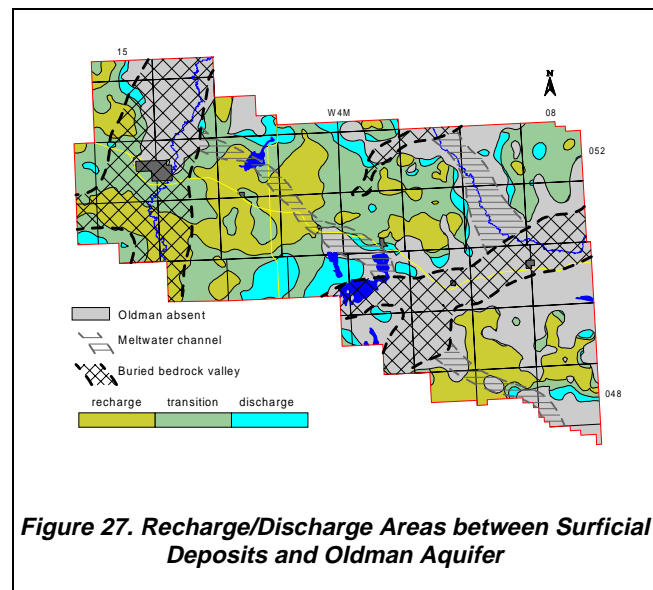 15
N
W4M
08
052
Oldman absent
Meltwater channel
Buried bedrock valley
recharge transition discharge
048
Figure 27. Recharge/Discharge Areas between Surficial
Deposits and Oldman Aquifer